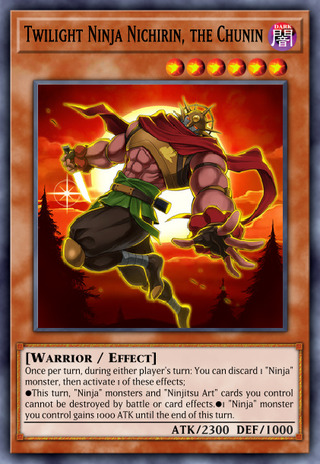 Twilight Ninja Nichirin, the Chunin
DARK
闇
[Warrior / Effect]
Once per turn, during either player's turn: You can discard 1 "Ninja"
monster, then activate 1 of these effects;
●This turn, "Ninja" monsters and "Ninjitsu Art" cards you control
cannot be destroyed by battle or card effects.●1 "Ninja" monster
you control gains 1000 ATK until the end of this turn.
ATK/2300 DEF/1000